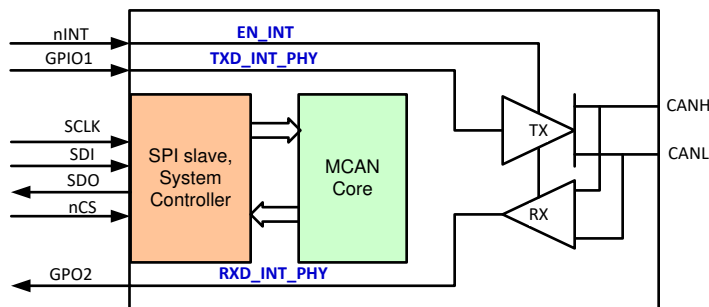 nINT
EN_INT
GPIO1
TXD_INT_PHY
SCLK
SDI
SDO
nCS
SPI slave,
System
Controller
MCAN
Core
TX
RX
CANH
CANL
GPO2
RXD_INT_PHY